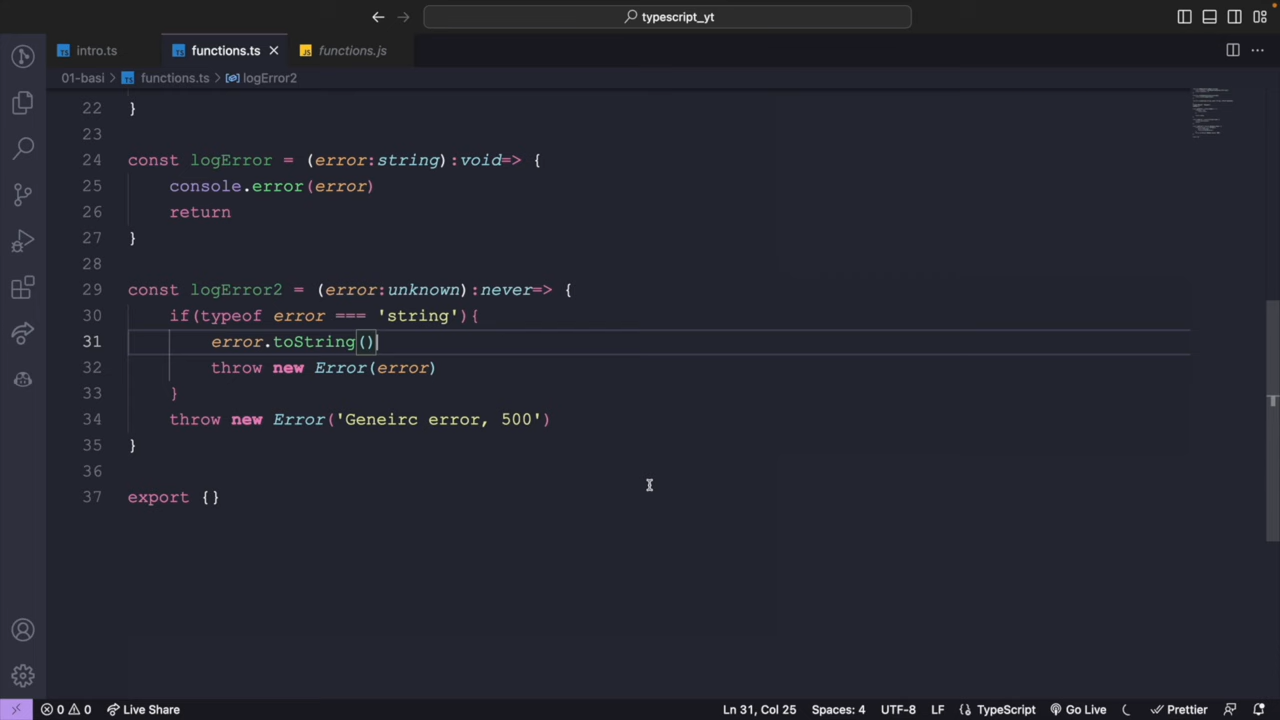 typescript_yt
TS intro.ts TS functions.ts JS functions.js
01-basi > TS functions.ts > logError2
22 }
23
24 const logError = (error:string):void=> {
25 console.error(error)
26 return
27 }
28
29 const logError2 = (error:unknown):never=> {
30 if(typeof error === 'string'){
31 error.toString()
32 throw new Error(error)
33 }
34 throw new Error('Geneirc error, 500')
35 }
36
37 export {}
0 0 Live Share Ln 31, Col 25 Spaces: 4 UTF-8 LF TypeScript Go Live Prettier